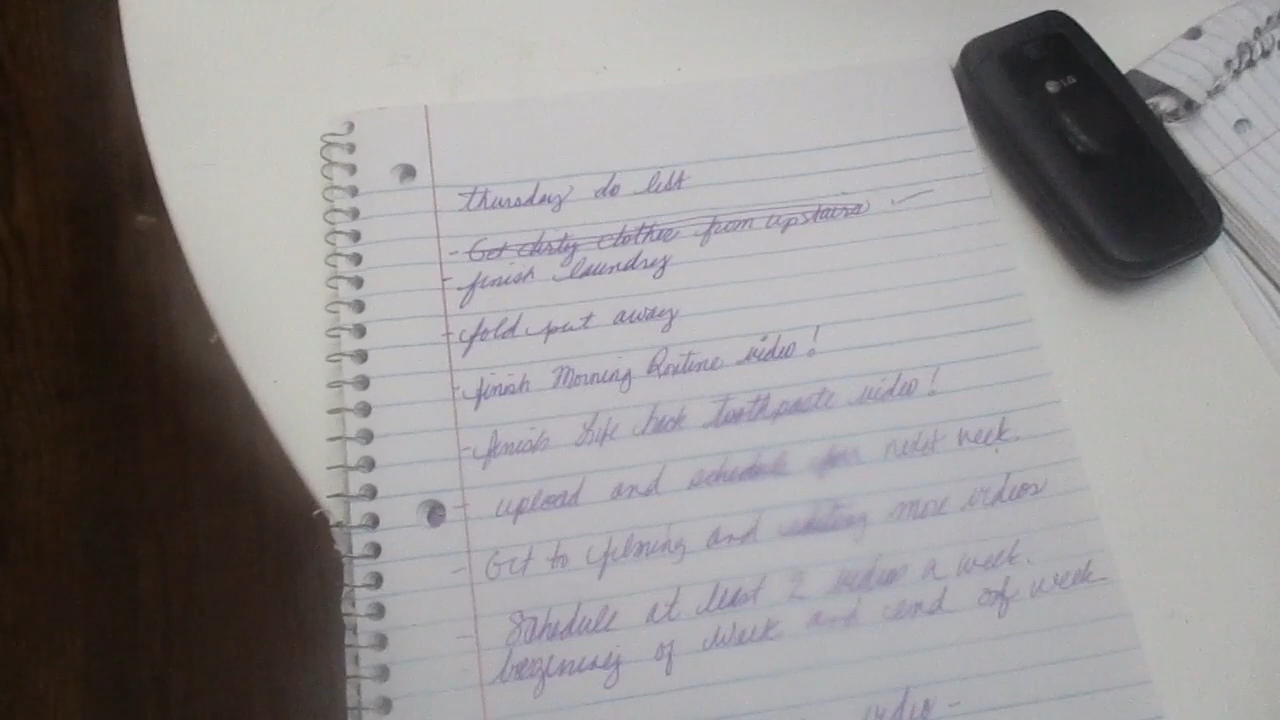 Thursday do list
- Get dirty clothes from upstairs ✓
- finish laundry
- fold put away
- finish Morning Routine video!
- finish Life hack toothpaste video!
- upload and schedule for next week.
- Get to filming and editing more videos
- Schedule at least 2 videos a week.
beginning of week and end of week
video -
LG